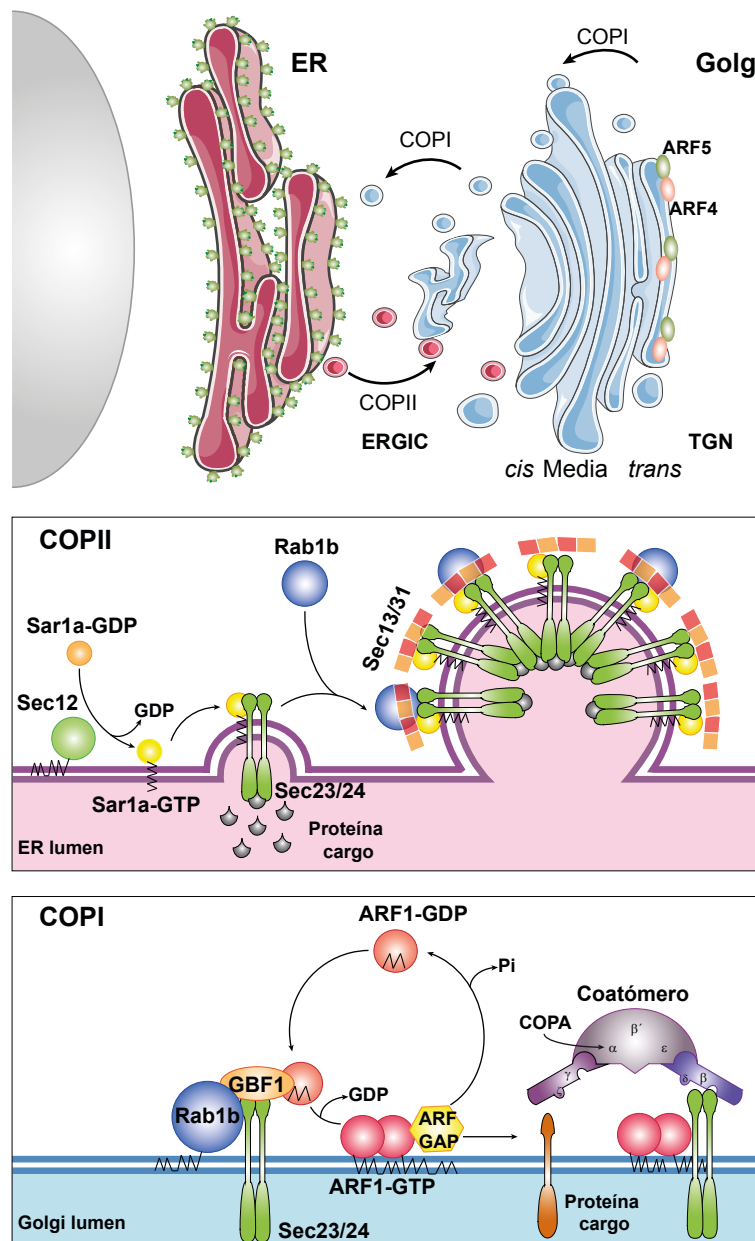 ER
COPI
Golg
COPI
ARF5
ARF4
COPII
ERGIC
TGN
cis Media trans
COPII
Rab1b
Sar1a-GDP
Sec13/31
GDP
Sec12
Sar1a-GTP
Sec23/24
Proteína
cargo
ER lumen
COPI
ARF1-GDP
Pi
Coatómero
COPA
β´
α
ε
γ
δ
β
GBF1
GDP
Rab1b
ARF
GAP
ARF1-GTP
Proteína
cargo
Golgi lumen
Sec23/24